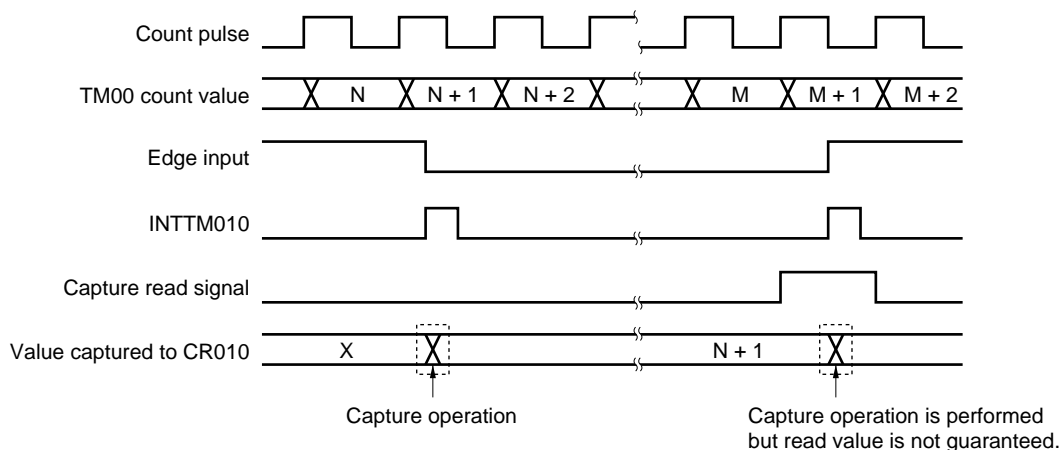 Count pulse
TM00 count value
N N + 1 N + 2 M M + 1 M + 2
Edge input
INTTM010
Capture read signal
Value captured to CR010
X N + 1
Capture operation
Capture operation is performed
but read value is not guaranteed.